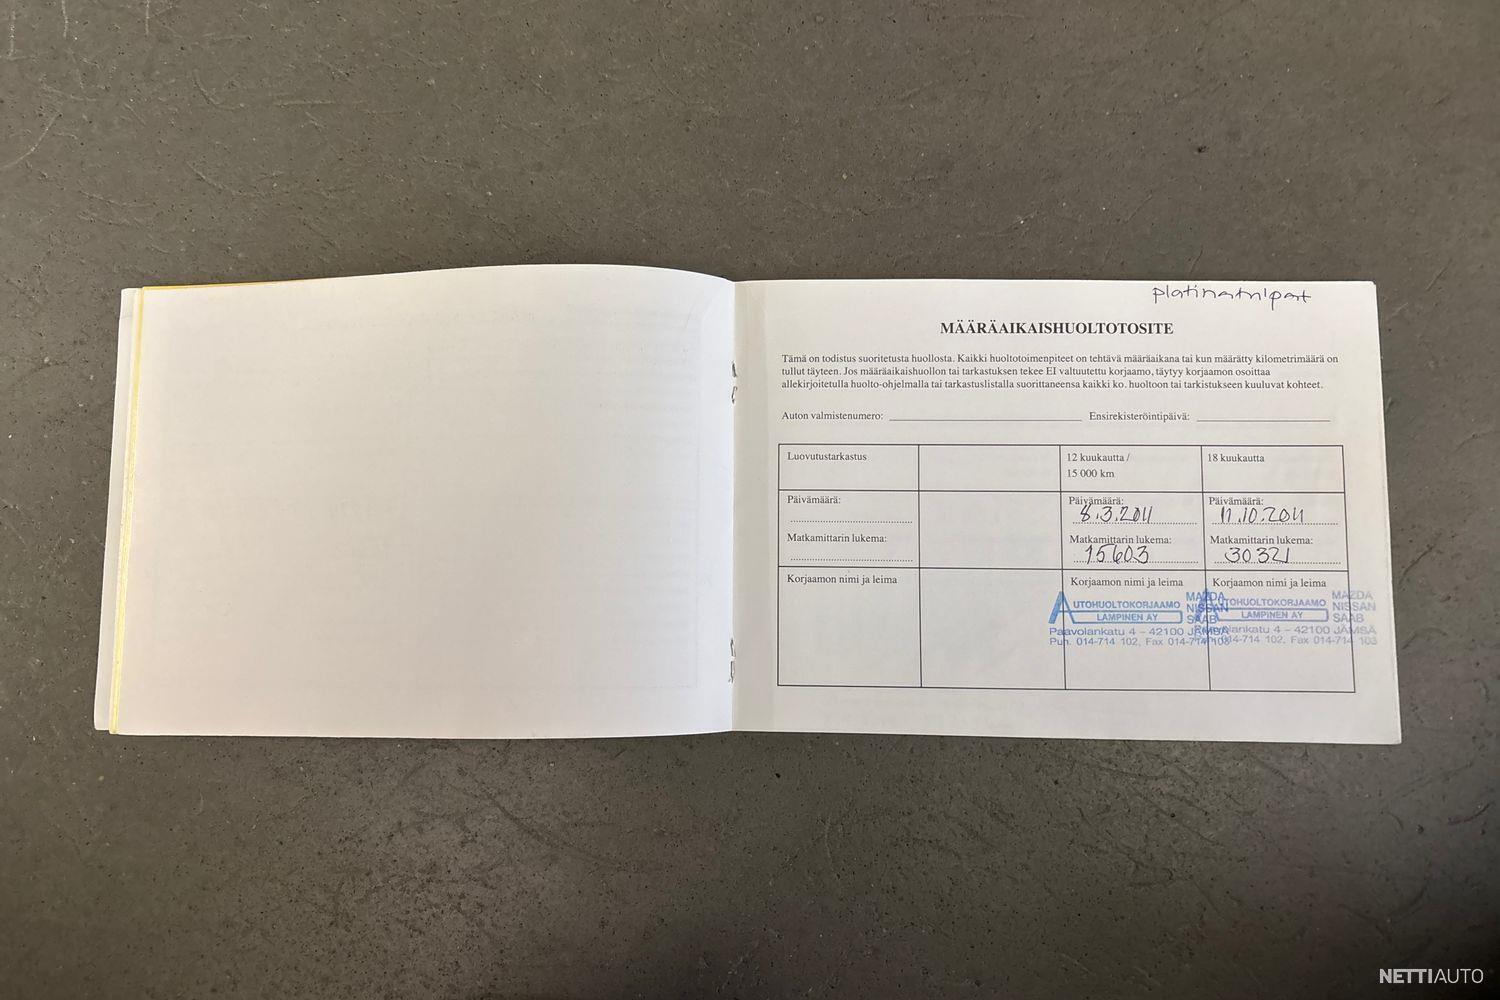 platinatulpat
MÄÄRÄAIKAISHUOLTOTOSITE
Tämä on todistus suoritetusta huollosta. Kaikki huoltotoimenpiteet on tehtävä määräaikana tai kun määrätty kilometrimäärä on
tullut täyteen. Jos määräaikaishuollon tai tarkastuksen tekee EI valtuutettu korjaamo, täytyy korjaamon osoittaa
allekirjoitetulla huolto-ohjelmalla tai tarkastuslistalla suorittaneensa kaikki ko. huoltoon tai tarkistukseen kuuluvat kohteet.
Auton valmistenumero: Ensirekisteröintipäivä:
Luovutustarkastus
12 kuukautta /
15 000 km
18 kuukautta
Päivämäärä:
Päivämäärä:
8.3.2011
Päivämäärä:
11.10.2011
Matkamittarin lukema:
Matkamittarin lukema:
15603
Matkamittarin lukema:
30321
Korjaamon nimi ja leima
Korjaamon nimi ja leima
AUTOHUOLTOKORJAAMO
LAMPINEN AY
MAZDA
NISSAN
SAAB
Paavolankatu 4 – 42100 JÄMSÄ
Puh. 014-714 102, Fax 014-714 103
Korjaamon nimi ja leima
AUTOHUOLTOKORJAAMO
LAMPINEN AY
MAZDA
NISSAN
SAAB
Paavolankatu 4 – 42100 JÄMSÄ
Puh. 014-714 102, Fax 014-714 103
NETTIAUTO